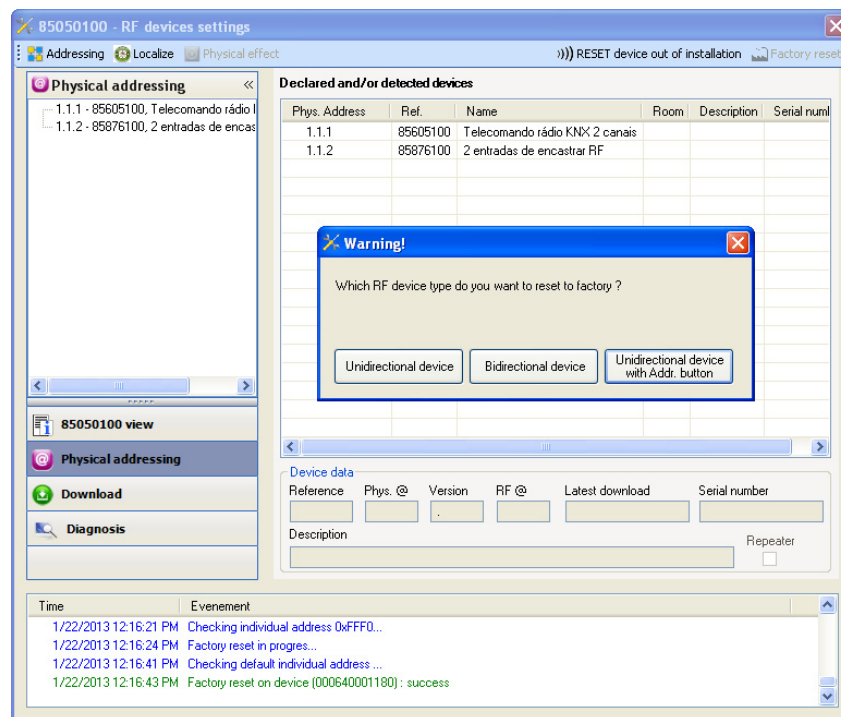 85050100 - RF devices settings
Addressing Localize Physical effect ))) RESET device out of installation Factory reset
Physical addressing «
1.1.1 - 85605100, Telecomando rádio
1.1.2 - 85876100, 2 entradas de encas
Declared and/or detected devices
Phys. Address Ref. Name Room Description Serial num
1.1.1 85605100 Telecomando rádio KNX 2 canais
1.1.2 85876100 2 entradas de encastrar RF
Warning!
Which RF device type do you want to reset to factory ?
Unidirectional device Bidirectional device Unidirectional device
with Addr. button
85050100 view
Physical addressing
Download
Diagnosis
Device data
Reference Phys. @ Version RF @ Latest download Serial number
.
Description
Repeater
Time Evenement
1/22/2013 12:16:21 PM Checking individual address 0xFFF0...
1/22/2013 12:16:24 PM Factory reset in progres...
1/22/2013 12:16:41 PM Checking default individual address ...
1/22/2013 12:16:43 PM Factory reset on device (000640001180) : success